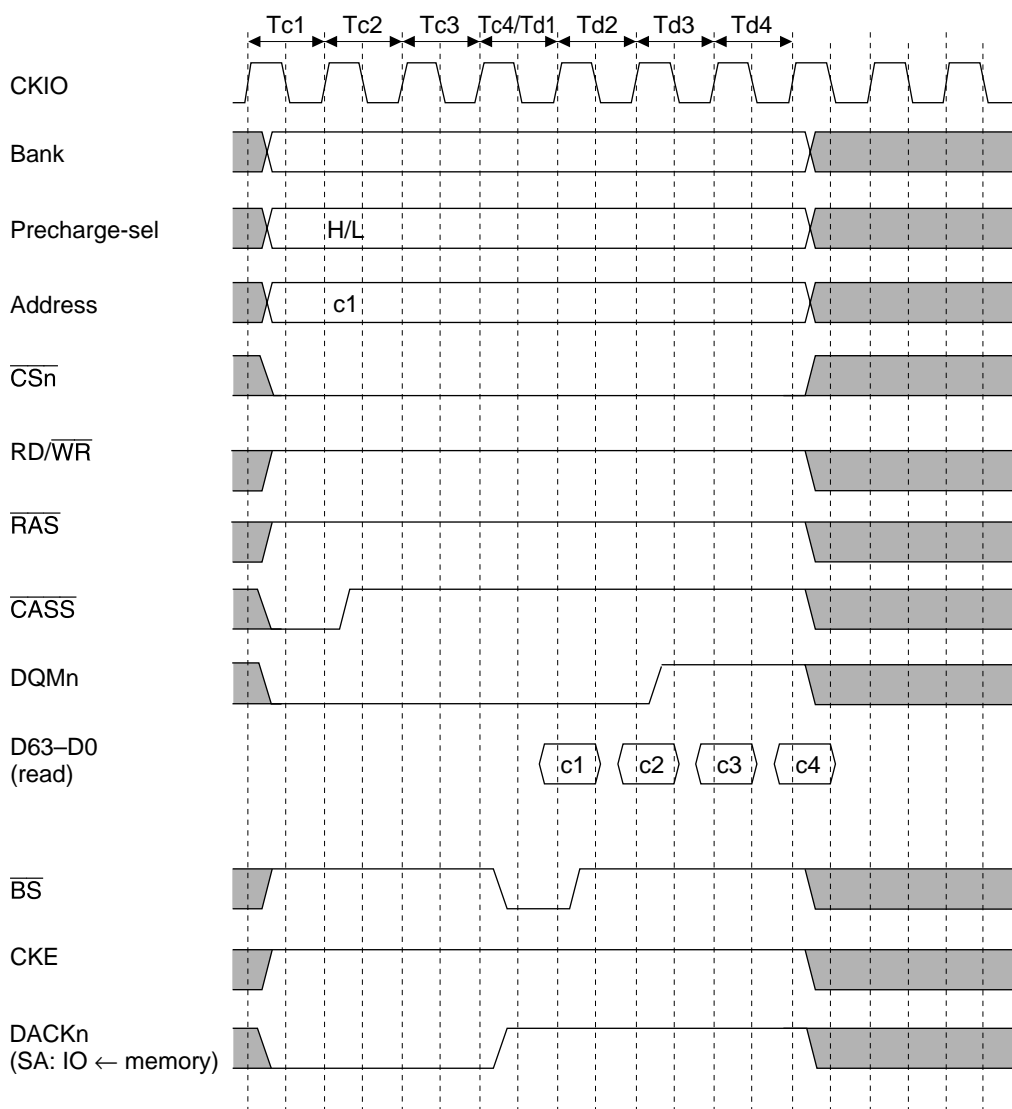 Tc1 Tc2 Tc3 Tc4/Td1 Td2 Td3 Td4
CKIO
Bank
Precharge-sel H/L
Address c1
CSn
RD/WR
RAS
CASS
DQMn
D63–D0
(read)
c1 c2 c3 c4
BS
CKE
DACKn
(SA: IO ← memory)